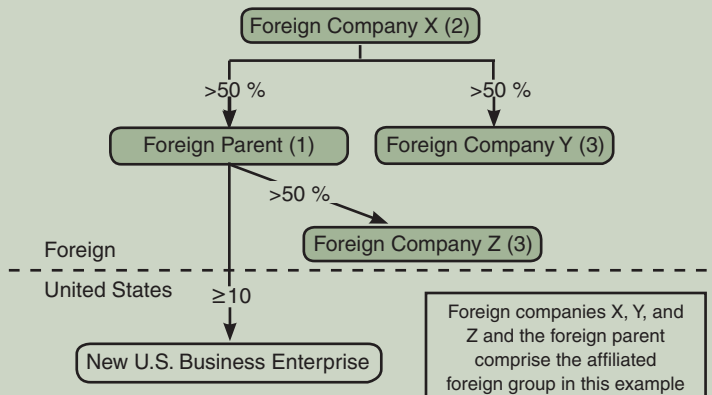 Foreign Company X (2)
>50 %
>50 %
Foreign Parent (1)
Foreign Company Y (3)
>50 %
Foreign Company Z (3)
Foreign
United States
≥10
New U.S. Business Enterprise
Foreign companies X, Y, and
Z and the foreign parent
comprise the affiliated
foreign group in this example